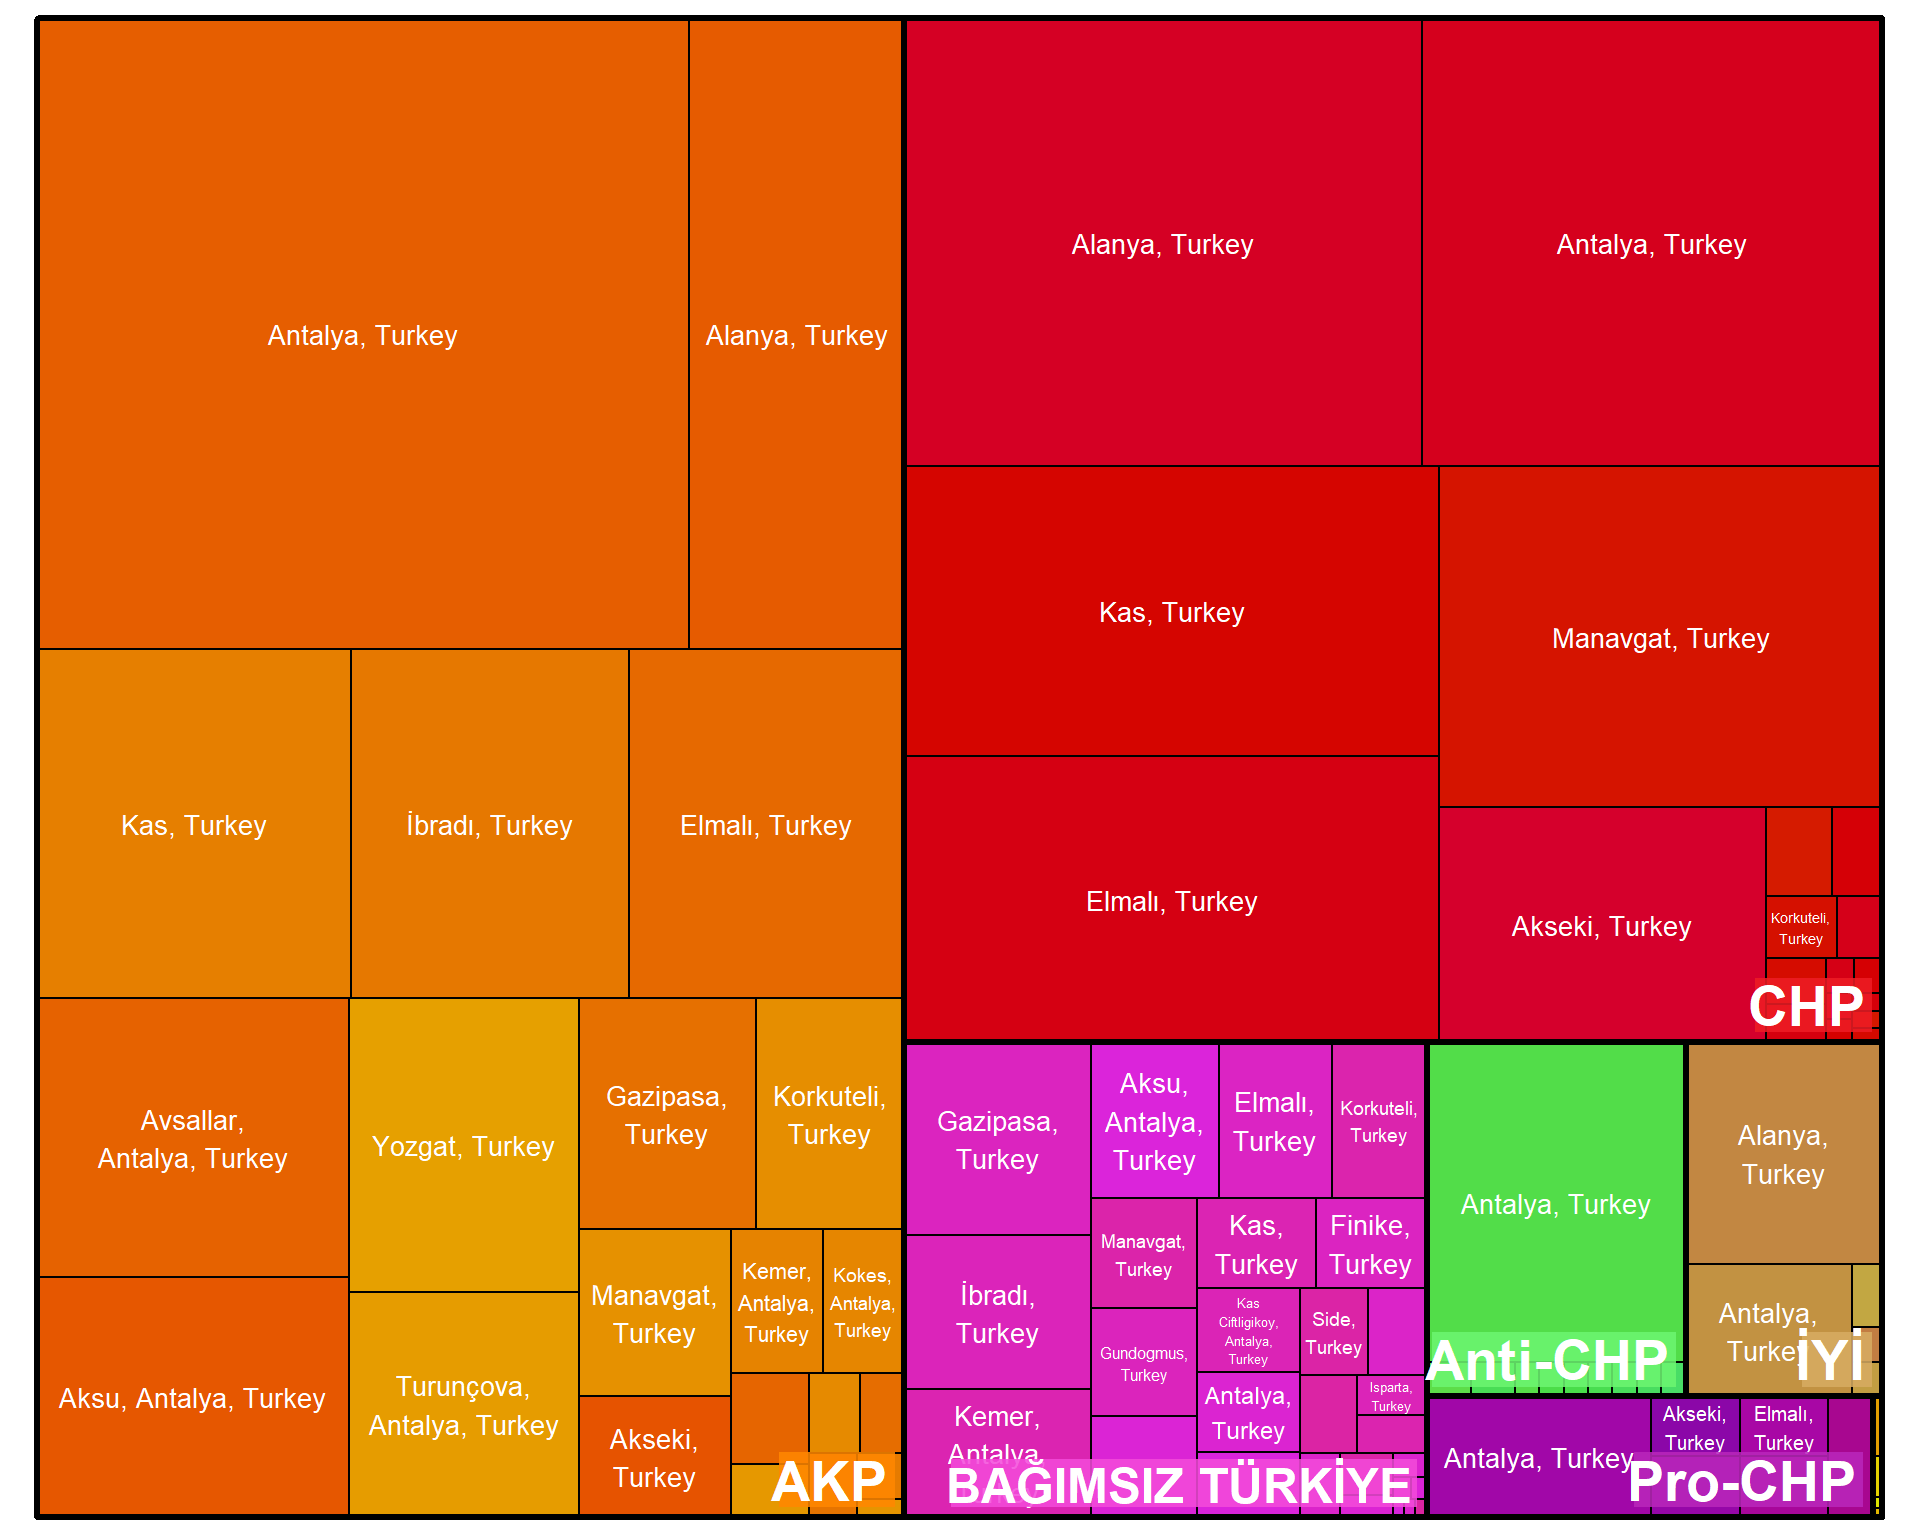 Antalya, Turkey
Alanya, Turkey
Kas, Turkey
İbradı, Turkey
Elmalı, Turkey
Avsallar,
Antalya, Turkey
Aksu, Antalya, Turkey
Yozgat, Turkey
Turunçova,
Antalya, Turkey
Gazipasa,
Turkey
Korkuteli,
Turkey
Manavgat,
Turkey
Kemer,
Antalya,
Turkey
Kokes,
Antalya,
Turkey
Akseki,
Turkey
AKP
Alanya, Turkey
Antalya, Turkey
Kas, Turkey
Manavgat, Turkey
Elmalı, Turkey
Akseki, Turkey
Korkuteli,
Turkey
CHP
Gazipasa,
Turkey
İbradı,
Turkey
Kemer,
Antalya,
Aksu,
Antalya,
Turkey
Elmalı,
Turkey
Korkuteli,
Turkey
Manavgat,
Turkey
Kas,
Turkey
Finike,
Turkey
Gundogmus,
Turkey
Kas
Ciftligikoy,
Antalya,
Turkey
Side,
Turkey
Antalya,
Turkey
Isparta,
Turkey
BAĞIMSIZ TÜRKİYE
Antalya, Turkey
Anti-CHP
Alanya,
Turkey
Antalya,
Turkey
İYİ
Antalya, Turkey
Akseki,
Turkey
Elmalı,
Turkey
Pro-CHP